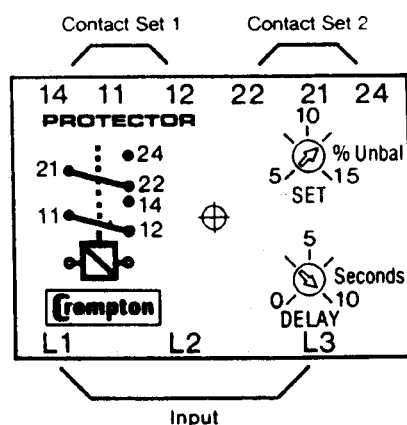 Contact Set 1 Contact Set 2
14 11 12 22 21 24
PROTECTOR
24
21
22
14
11
12
10
% Unbal
5 15
SET
5
Seconds
0 10
DELAY
Crompton
L1 L2 L3
Input